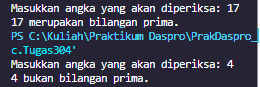 Masukkan angka yang akan diperiksa: 17
17 merupakan bilangan prima.
PS C:\Kuliah\Praktikum Daspro\PrakDaspro_
c.Tugas304'
Masukkan angka yang akan diperiksa: 4
4 bukan bilangan prima.